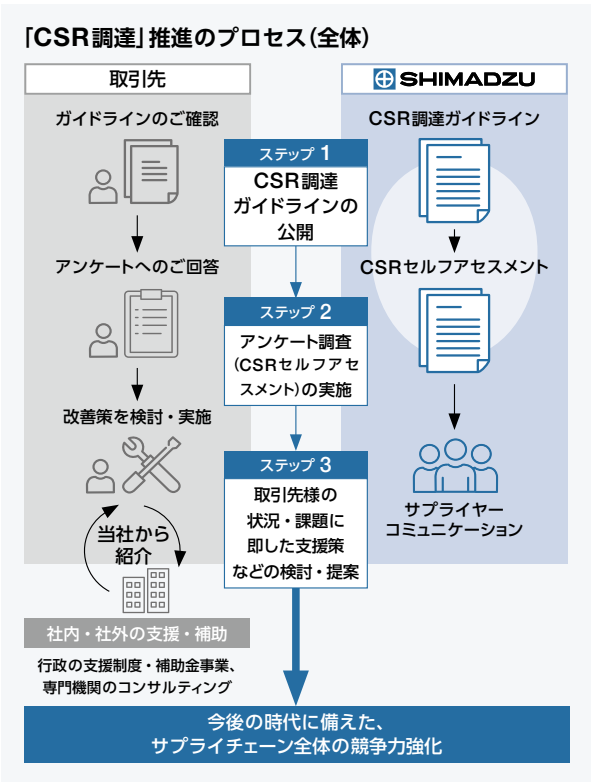 「CSR調達」推進のプロセス(全体)
取引先
ガイドラインのご確認
アンケートへのご回答
改善策を検討・実施
当社から
紹介
社内・社外の支援・補助
行政の支援制度・補助金事業、
専門機関のコンサルティング
ステップ 1
CSR調達
ガイドラインの
公開
ステップ 2
アンケート調査
(CSRセルフアセ
スメント)の実施
ステップ 3
取引先様の
状況・課題に
即した支援策
などの検討・提案
SHIMADZU
CSR調達ガイドライン
CSRセルフアセスメント
サプライヤー
コミュニケーション
今後の時代に備えた、
サプライチェーン全体の競争力強化